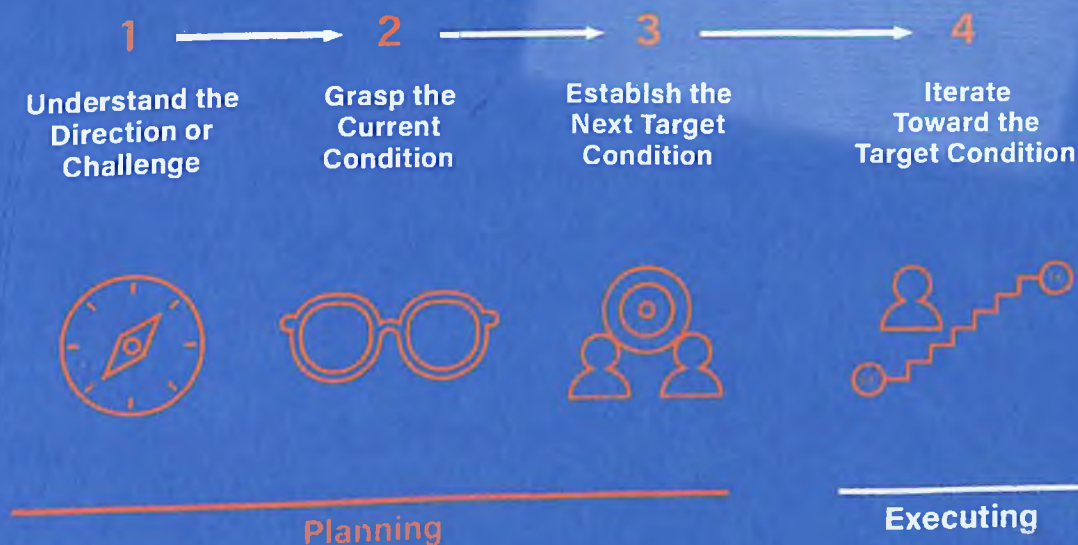 1
2
3
4
Understand the
Direction or
Challenge
Grasp the
Current
Condition
Establsh the
Next Target
Condition
Iterate
Toward the
Target Condition
Planning
Executing